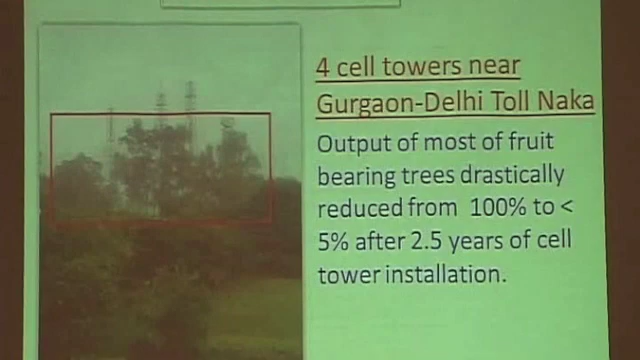 4 cell towers near
Gurgaon-Delhi Toll Naka
Output of most of fruit
bearing trees drastically
reduced from 100% to <
5% after 2.5 years of cell
tower installation.